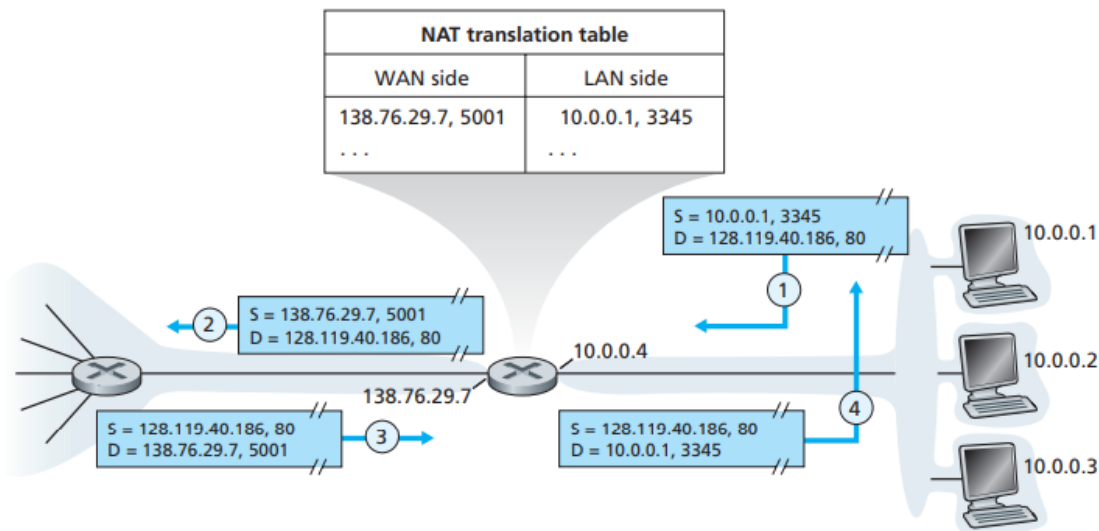 NAT translation table
WAN side LAN side
138.76.29.7, 5001 10.0.0.1, 3345
. . . . . .
S = 10.0.0.1, 3345
D = 128.119.40.186, 80
10.0.0.1
1
2
S = 138.76.29.7, 5001
D = 128.119.40.186, 80
10.0.0.4
10.0.0.2
138.76.29.7
4
S = 128.119.40.186, 80
D = 138.76.29.7, 5001
3
S = 128.119.40.186, 80
D = 10.0.0.1, 3345
10.0.0.3